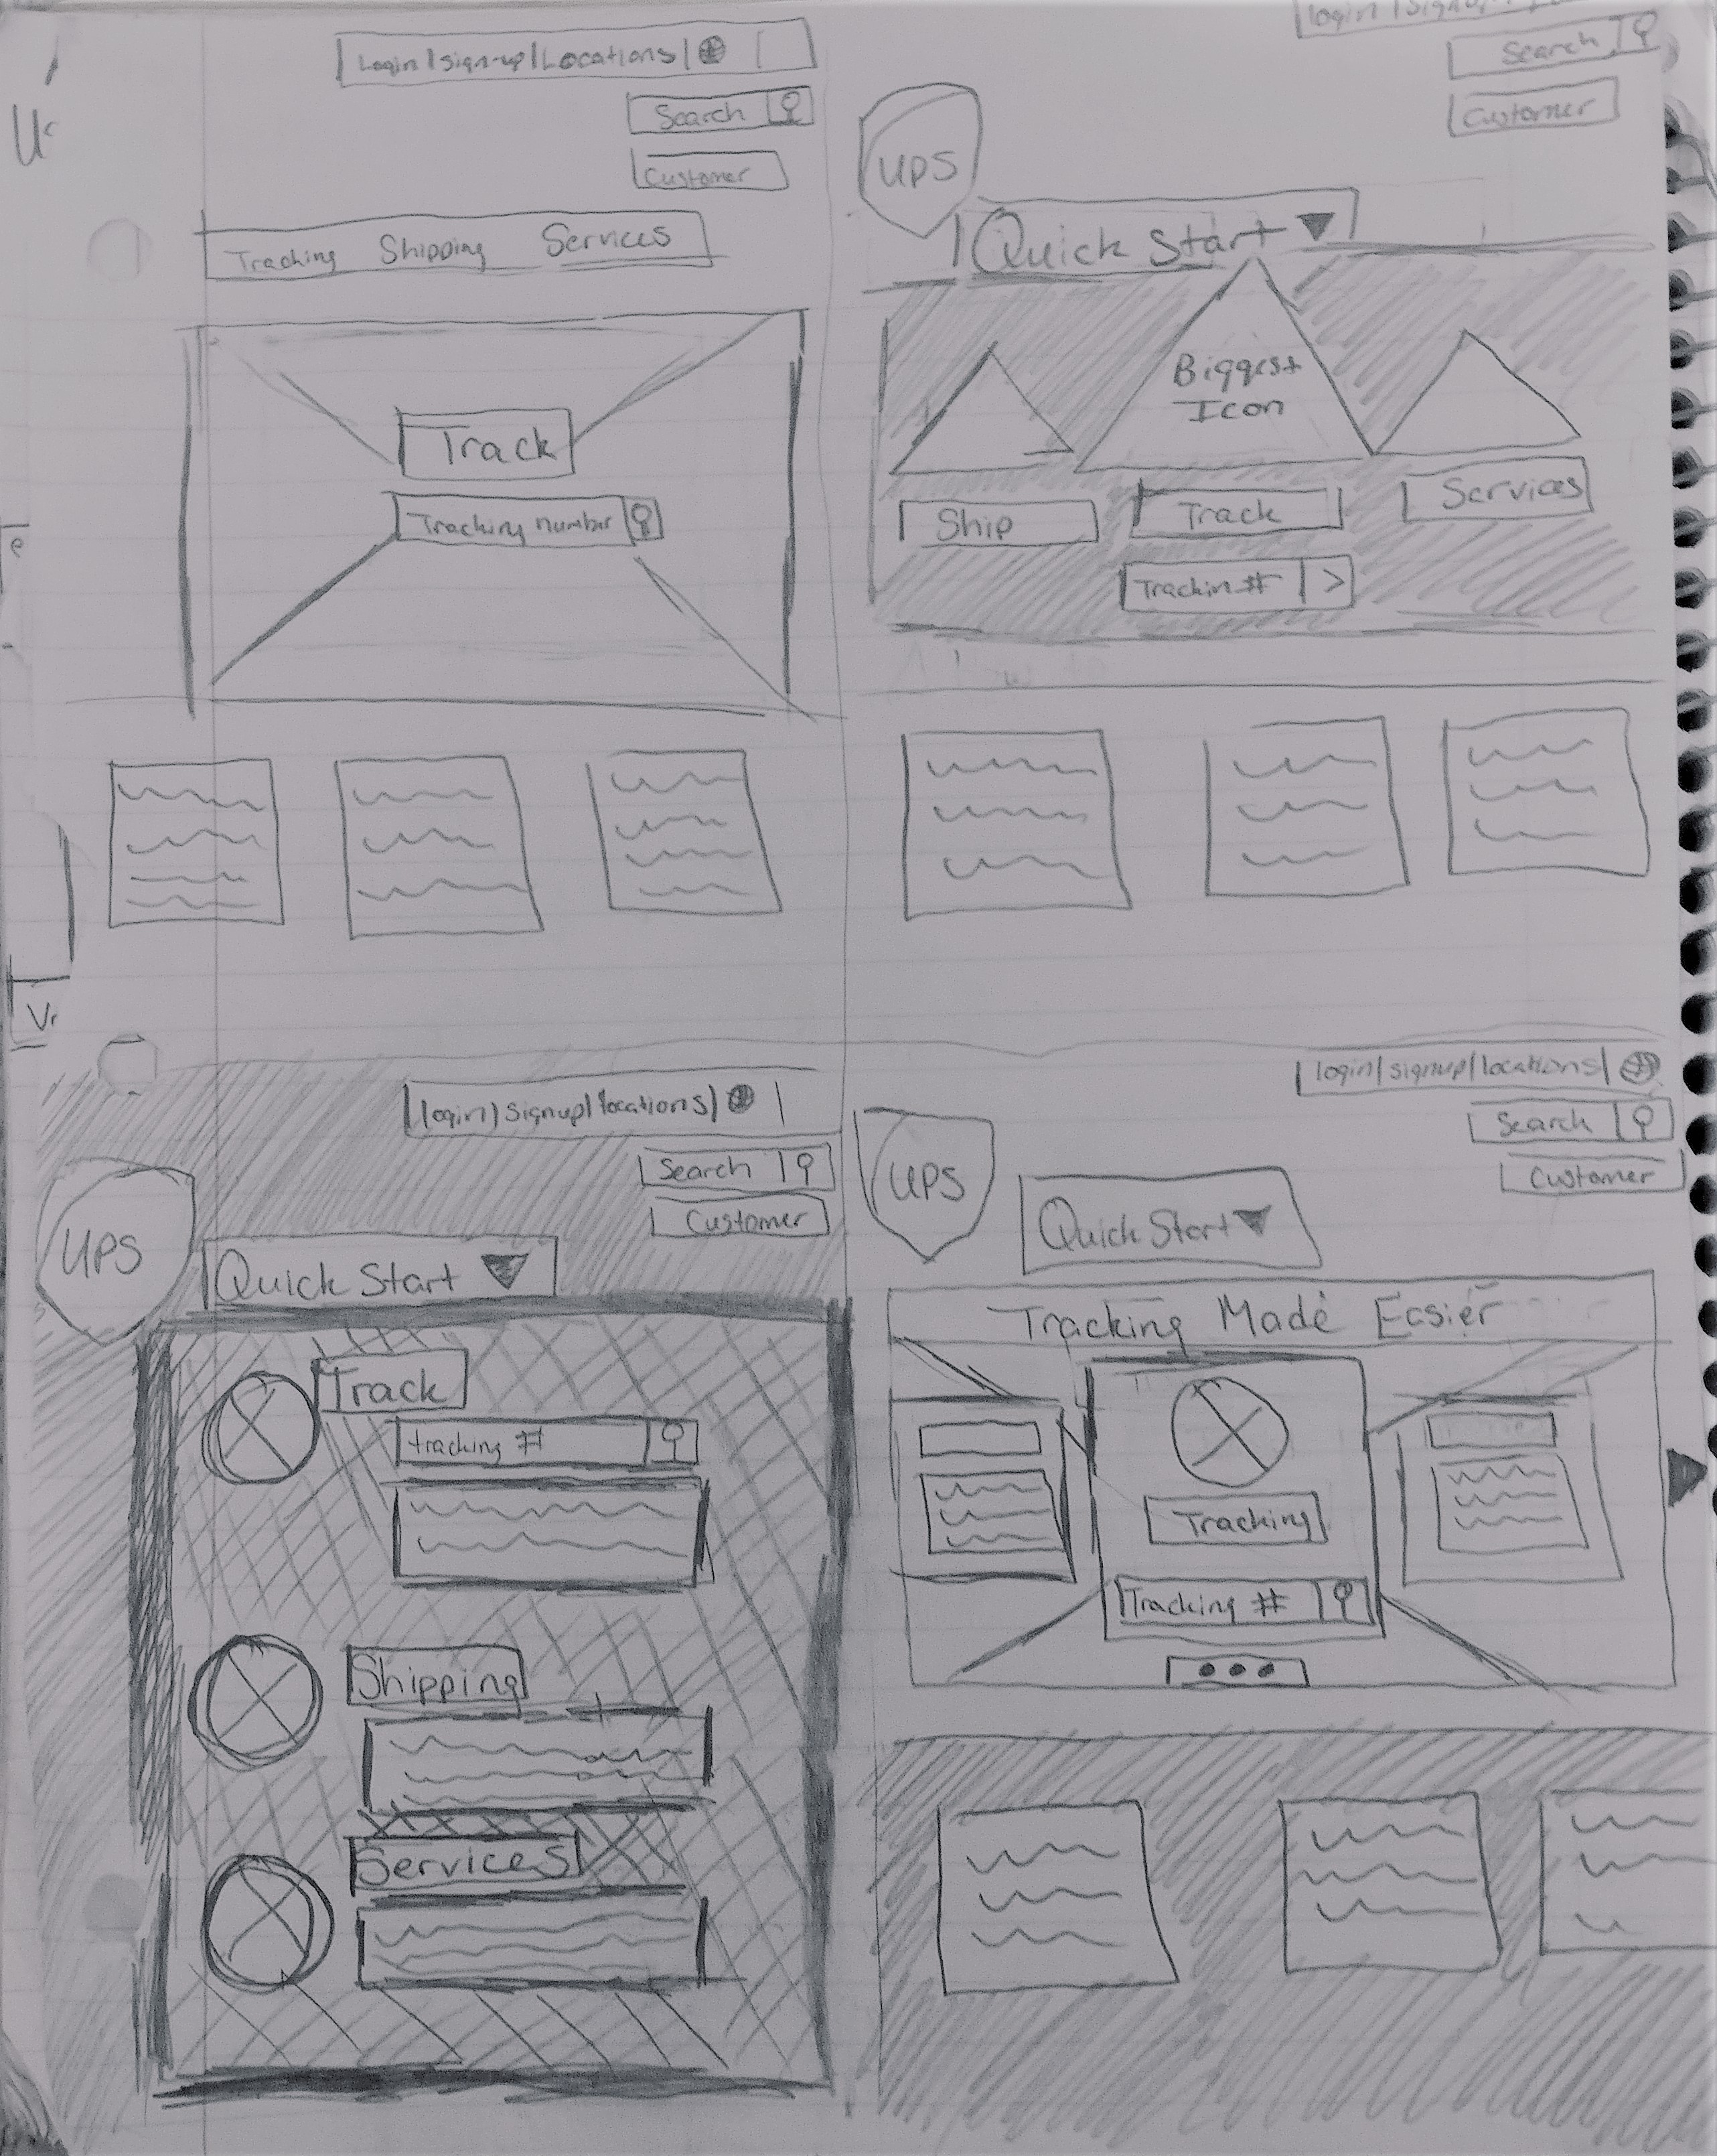 Login | sign-up | Locations |
Search
Customer
Tracking Shipping Services
Track
Tracking number
login | signup |
Search
Customer
UPS
Quick Start
Biggest
Icon
Ship
Track
Services
Trackin # >
login | signup | locations |
Search
Customer
UPS
Quick Start
Track
tracking #
Shipping
Services
login | signup | locations |
Search
Customer
UPS
Quick Start
Tracking Made Easier
Tracking
Tracking #